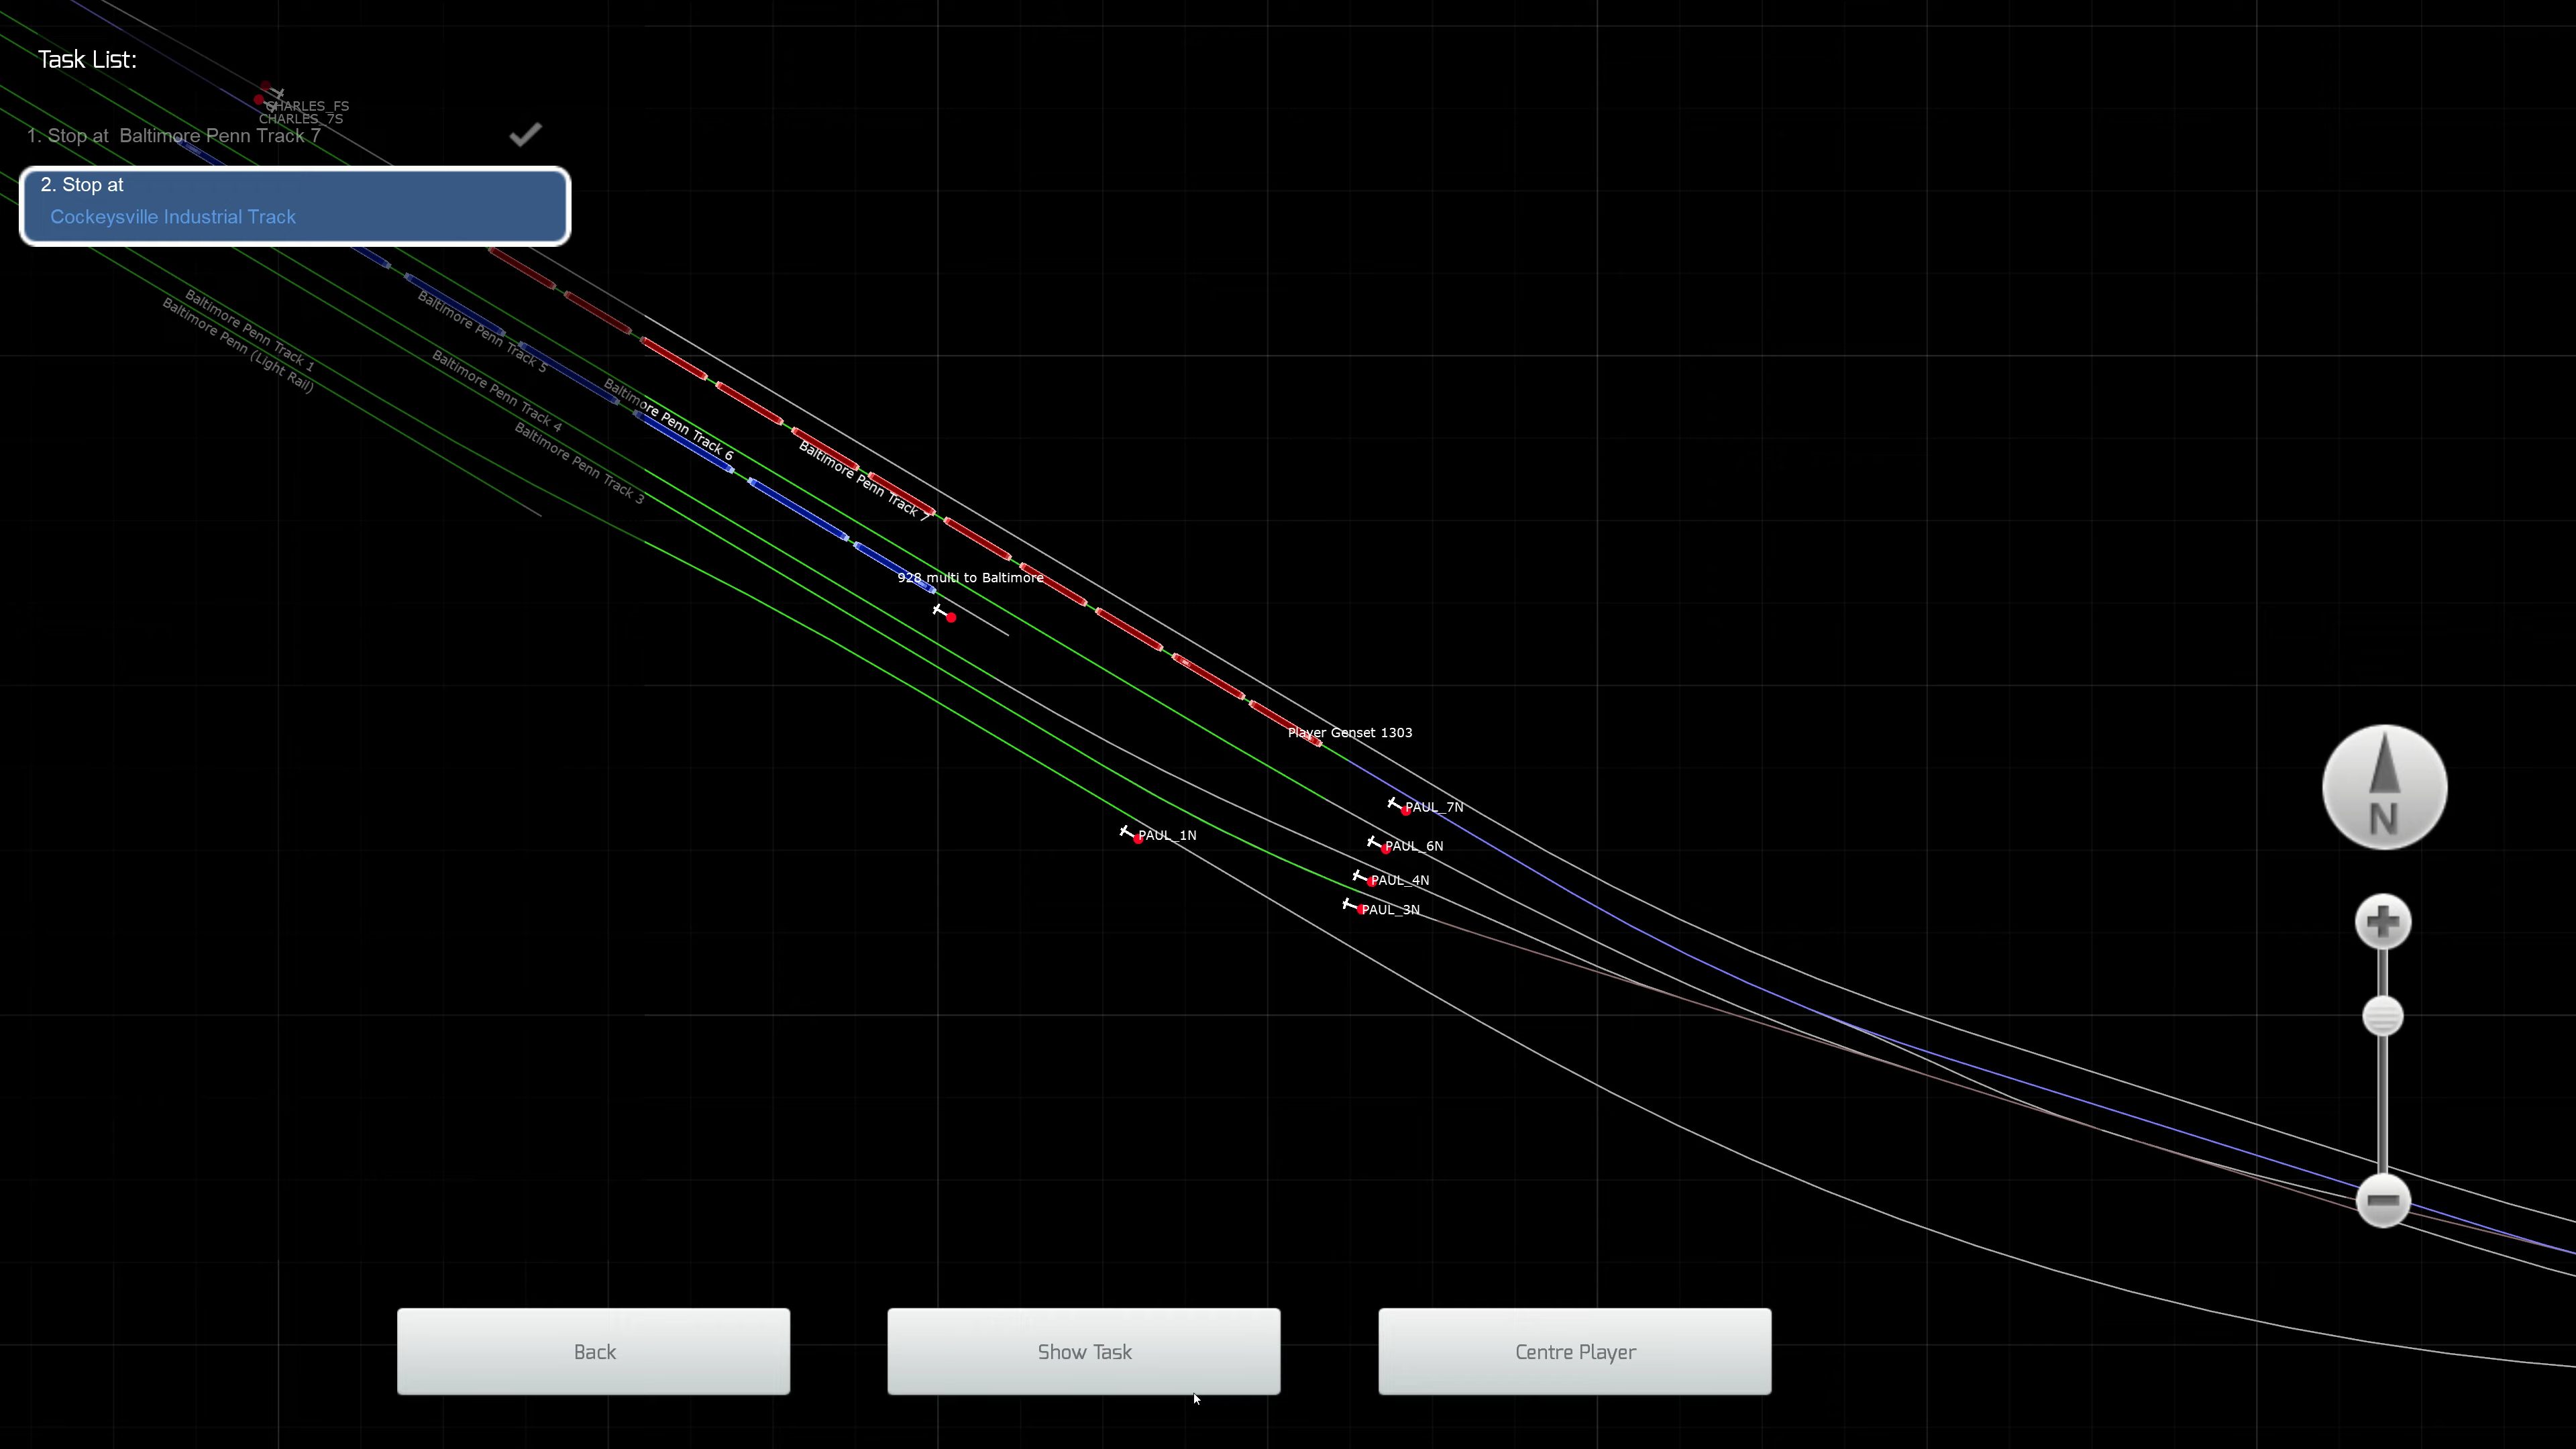 Task List:
CHARLES_FS
CHARLES_7S
1. Stop at  Baltimore Penn Track 7
2. Stop at
Cockeysville Industrial Track
Baltimore Penn Track 1
Baltimore Penn (Light Rail)
Baltimore Penn Track 5
Baltimore Penn Track 4
Baltimore Penn Track 3
Baltimore Penn Track 6
Baltimore Penn Track 7
928 multi to Baltimore
Player Genset 1303
PAUL_7N
PAUL_1N
PAUL_6N
PAUL_4N
PAUL_3N
N
Back
Show Task
Centre Player